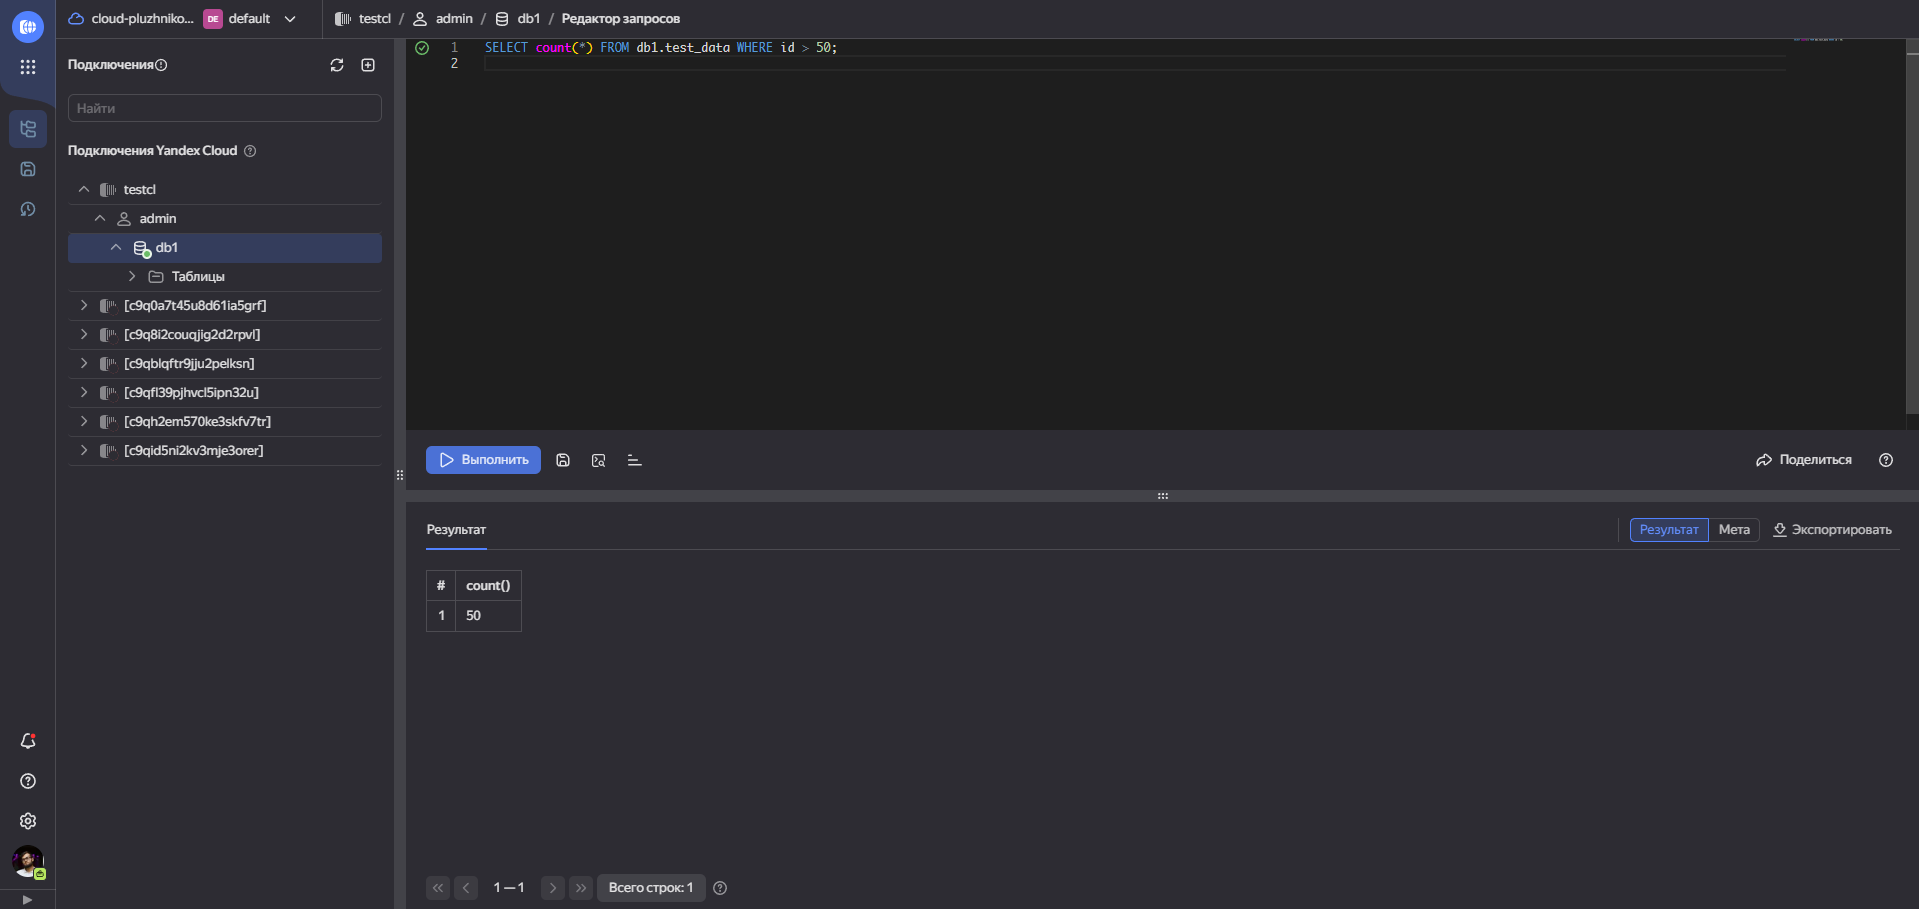 cloud-pluzhniko... DE default
testcl / admin / db1 / Редактор запросов
Подключения
Найти
Подключения Yandex Cloud
testcl
admin
db1
Таблицы
[c9q0a7t45u8d61ia5grf]
[c9q8i2couqjig2d2rpvl]
[c9qblqftr9jju2pelksn]
[c9qfl39pjhvcl5ipn32u]
[c9qh2em570ke3skfv7tr]
[c9qid5ni2kv3mje3orer]
1 SELECT count(*) FROM db1.test_data WHERE id > 50;
2
Выполнить
Поделиться
Результат
Результат Мета Экспортировать
# count()
1 50
1 — 1 Всего строк: 1